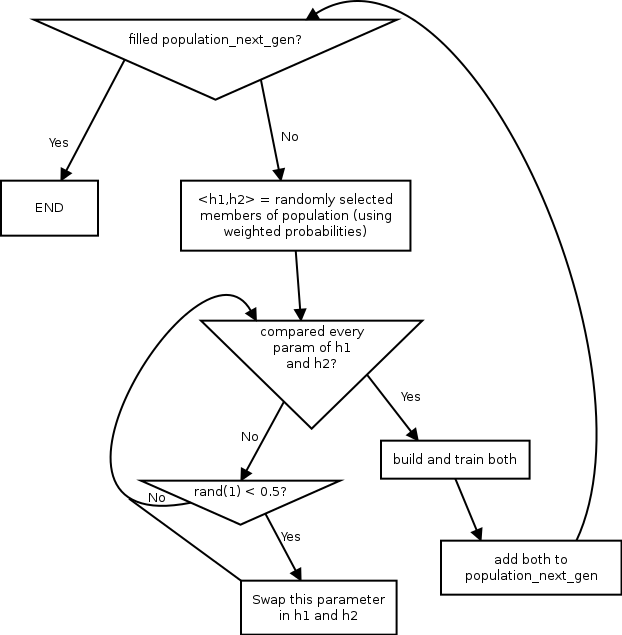 filled population_next_gen?
Yes
No
END
<h1,h2> = randomly selected
members of population (using
weighted probabilities)
compared every
param of h1
and h2?
Yes
No
build and train both
rand(1) < 0.5?
No
Yes
add both to
population_next_gen
Swap this parameter
in h1 and h2